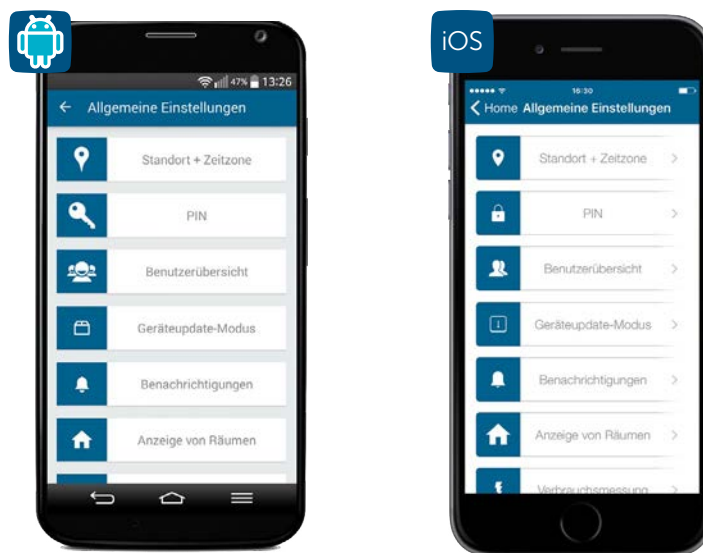 47% 13:26
Allgemeine Einstellungen
Standort + Zeitzone
PIN
Benutzerübersicht
Geräteupdate-Modus
Benachrichtigungen
Anzeige von Räumen
iOS
16:30
Home Allgemeine Einstellungen
Standort + Zeitzone
PIN
Benutzerübersicht
Geräteupdate-Modus
Benachrichtigungen
Anzeige von Räumen
Verbrauchsmessung